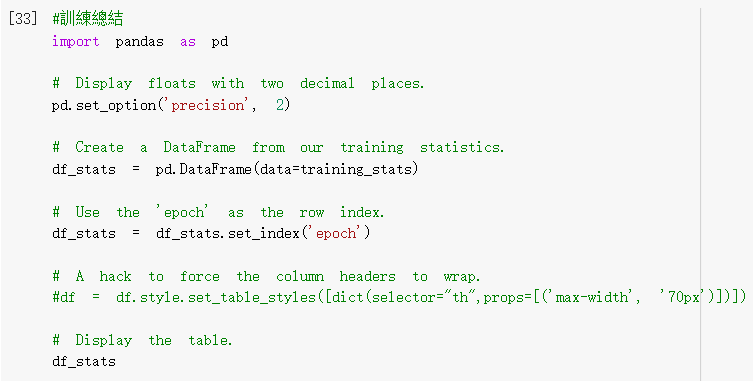 [33] #訓練總結
import pandas as pd
# Display floats with two decimal places.
pd.set_option('precision', 2)
# Create a DataFrame from our training statistics.
df_stats = pd.DataFrame(data=training_stats)
# Use the 'epoch' as the row index.
df_stats = df_stats.set_index('epoch')
# A hack to force the column headers to wrap.
#df = df.style.set_table_styles([dict(selector="th",props=[('max-width', '70px')])])
# Display the table.
df_stats